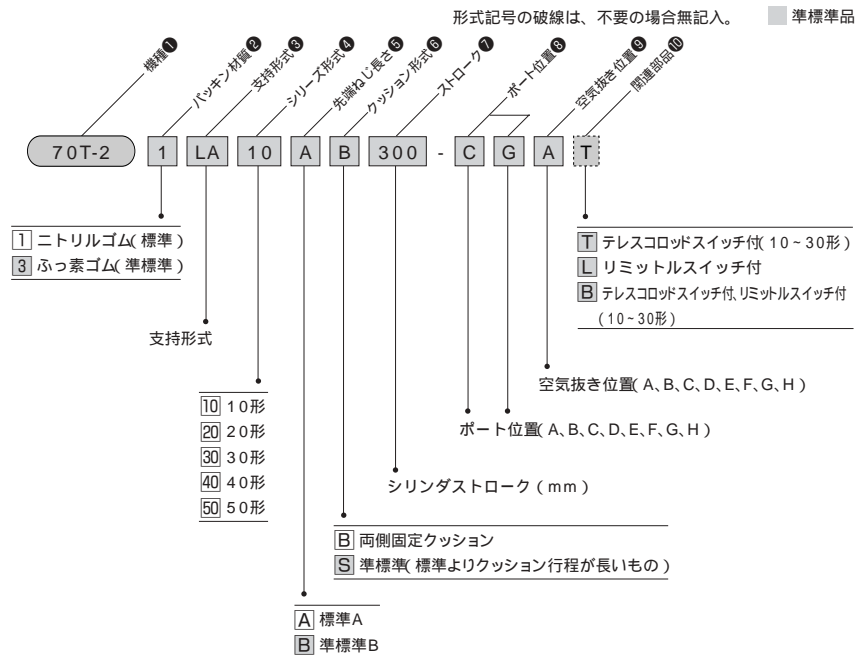 形式記号の破線は、不要の場合無記入。
準標準品
機種❶
パッキン材質❷
支持形式❸
シリーズ形式❹
先端ねじ長さ❺
クッション形式❻
ストローク❼
ポート位置❽
空気抜き位置❾
関連部品❿
70T-2 1 LA 10 A B 300 - C G A T
1 ニトリルゴム(標準)
3 ふっ素ゴム(準標準)
T テレスコロッドスイッチ付(10~30形)
L リミットルスイッチ付
B テレスコロッドスイッチ付、リミットルスイッチ付
(10~30形)
支持形式
空気抜き位置(A、B、C、D、E、F、G、H)
10 10形
20 20形
30 30形
40 40形
50 50形
ポート位置(A、B、C、D、E、F、G、H)
シリンダストローク(mm)
B 両側固定クッション
S 準標準(標準よりクッション行程が長いもの)
A 標準A
B 準標準B